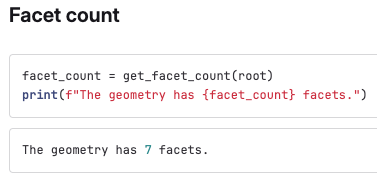 Facet count
facet_count = get_facet_count(root)
print(f"The geometry has {facet_count} facets.")
The geometry has 7 facets.